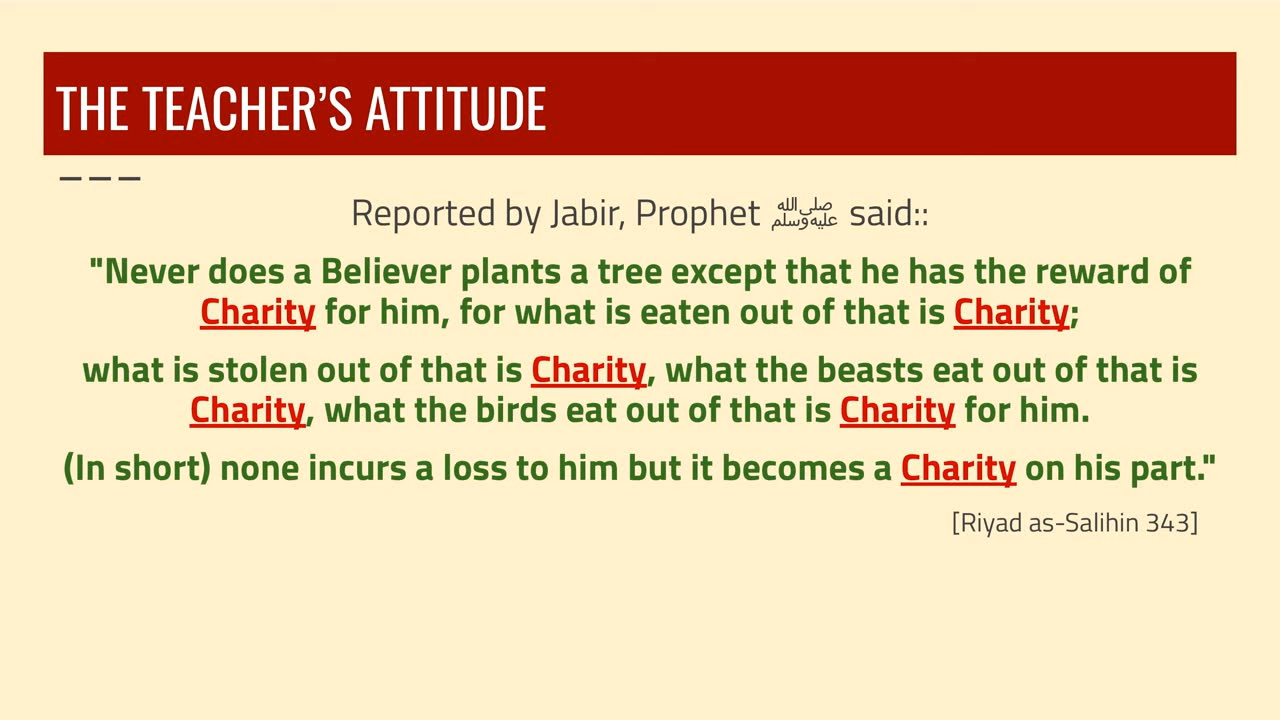 THE TEACHER’S ATTITUDE
Reported by Jabir, Prophet ﷺ said::
"Never does a Believer plants a tree except that he has the reward of
Charity for him, for what is eaten out of that is Charity;
what is stolen out of that is Charity, what the beasts eat out of that is
Charity, what the birds eat out of that is Charity for him.
(In short) none incurs a loss to him but it becomes a Charity on his part."
[Riyad as-Salihin 343]